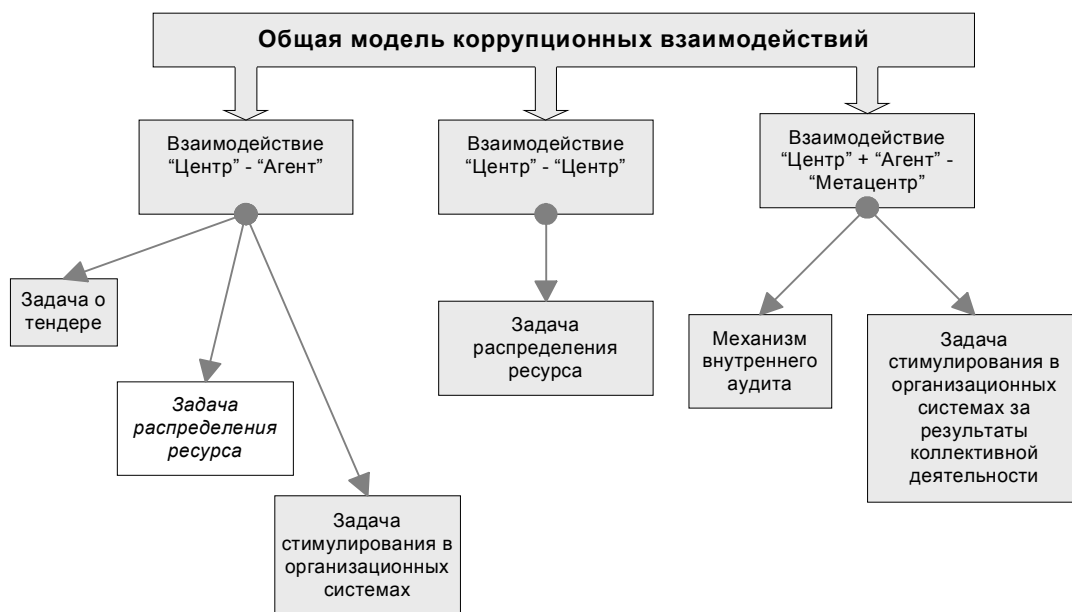 Общая модель коррупционных взаимодействий
Взаимодействие
“Центр” - “Агент”
Взаимодействие
“Центр” - “Центр”
Взаимодействие
“Центр” + “Агент” -
“Метацентр”
Задача о
тендере
Задача
распределения
ресурса
Задача
стимулирования в
организационных
системах
Задача
распределения
ресурса
Механизм
внутреннего
аудита
Задача
стимулирования в
организационных
системах за
результаты
коллективной
деятельности